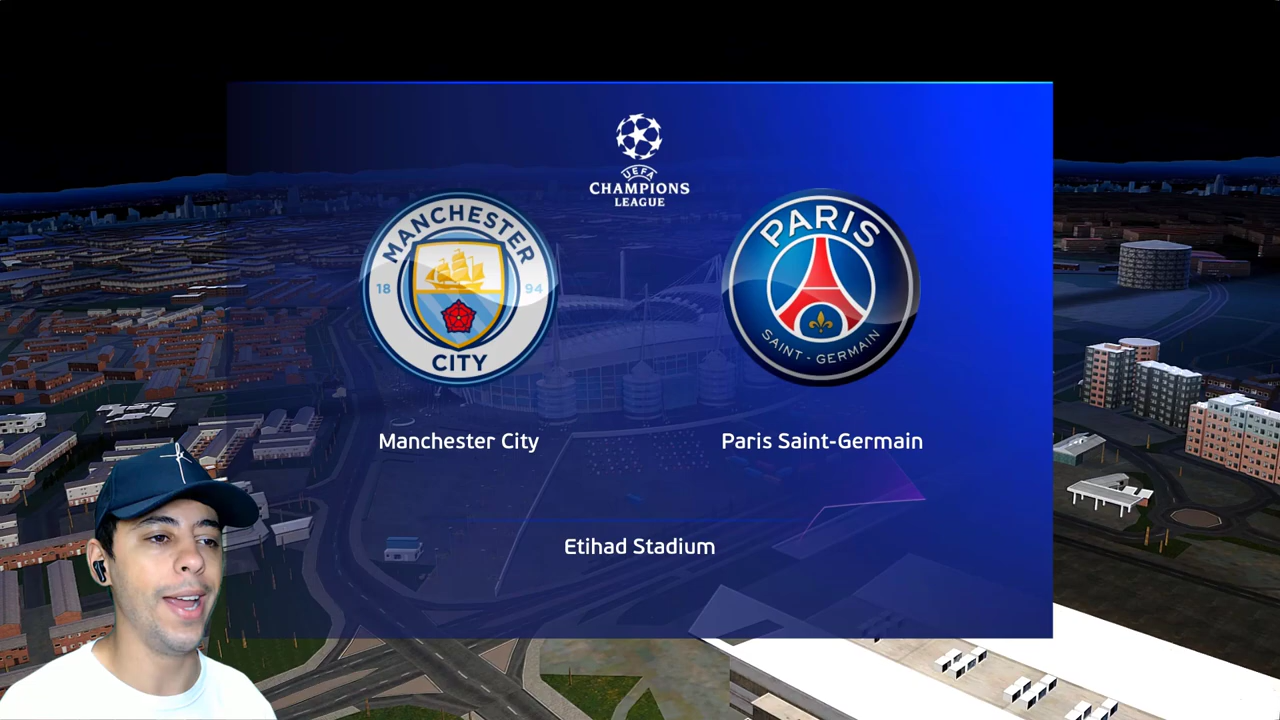 UEFA
CHAMPIONS
LEAGUE
MANCHESTER
18 94
CITY
PARIS
SAINT-GERMAIN
Manchester City
Paris Saint-Germain
Etihad Stadium